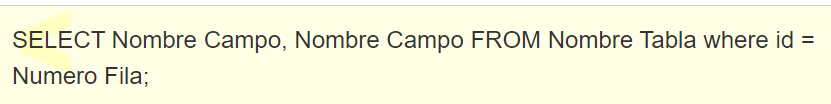 SELECT Nombre Campo, Nombre Campo FROM Nombre Tabla where id =
Numero Fila;